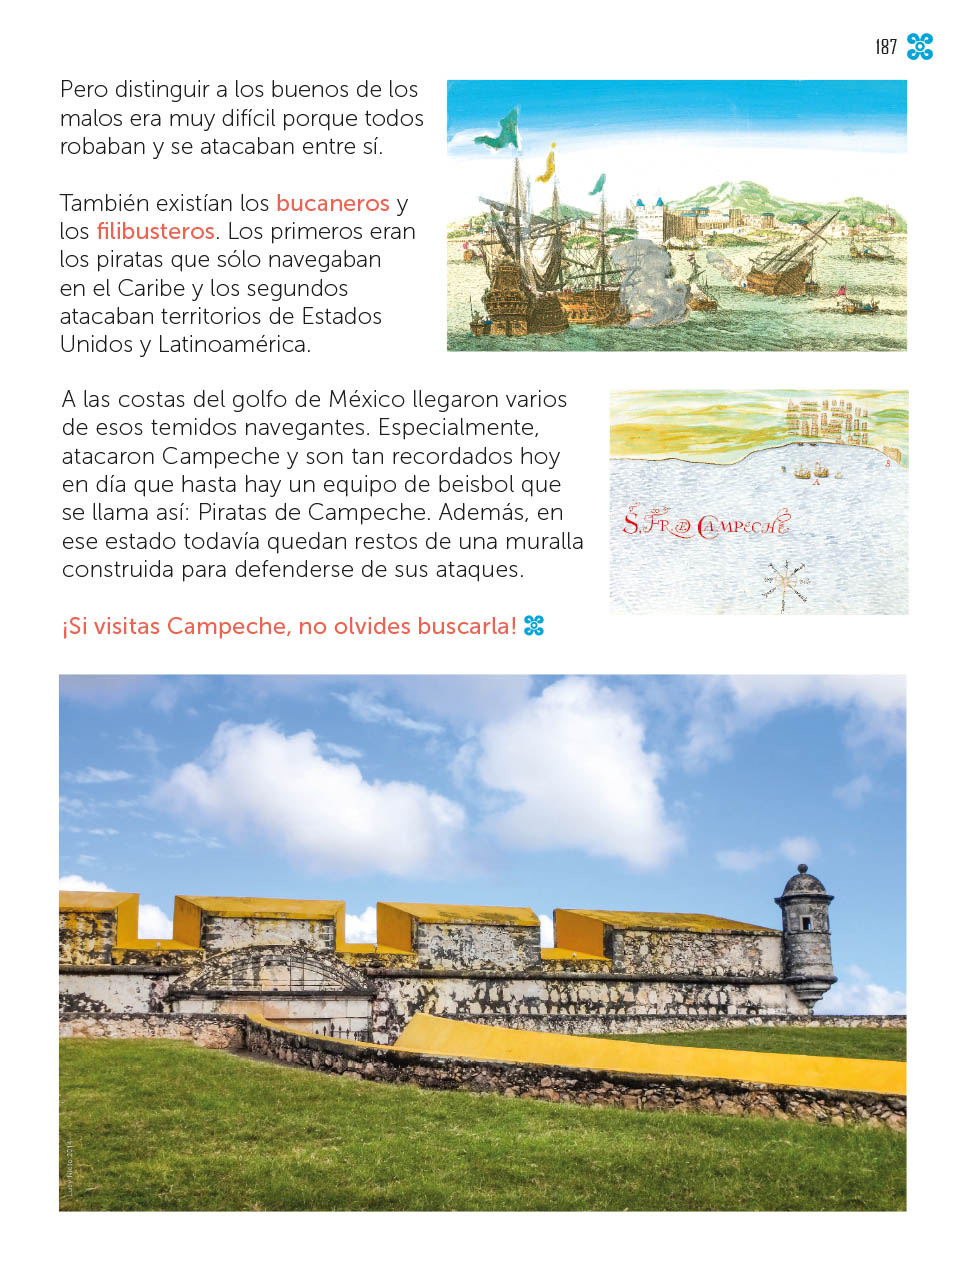 187
Pero distinguir a los buenos de los
malos era muy difícil porque todos
robaban y se atacaban entre sí.
También existían los bucaneros y
los filibusteros. Los primeros eran
los piratas que sólo navegaban
en el Caribe y los segundos
atacaban territorios de Estados
Unidos y Latinoamérica.
A las costas del golfo de México llegaron varios
de esos temidos navegantes. Especialmente,
atacaron Campeche y son tan recordados hoy
en día que hasta hay un equipo de beisbol que
se llama así: Piratas de Campeche. Además, en
ese estado todavía quedan restos de una muralla
construida para defenderse de sus ataques.
¡Si visitas Campeche, no olvides buscarla!
B
A
S. FR DE CAMPECHE